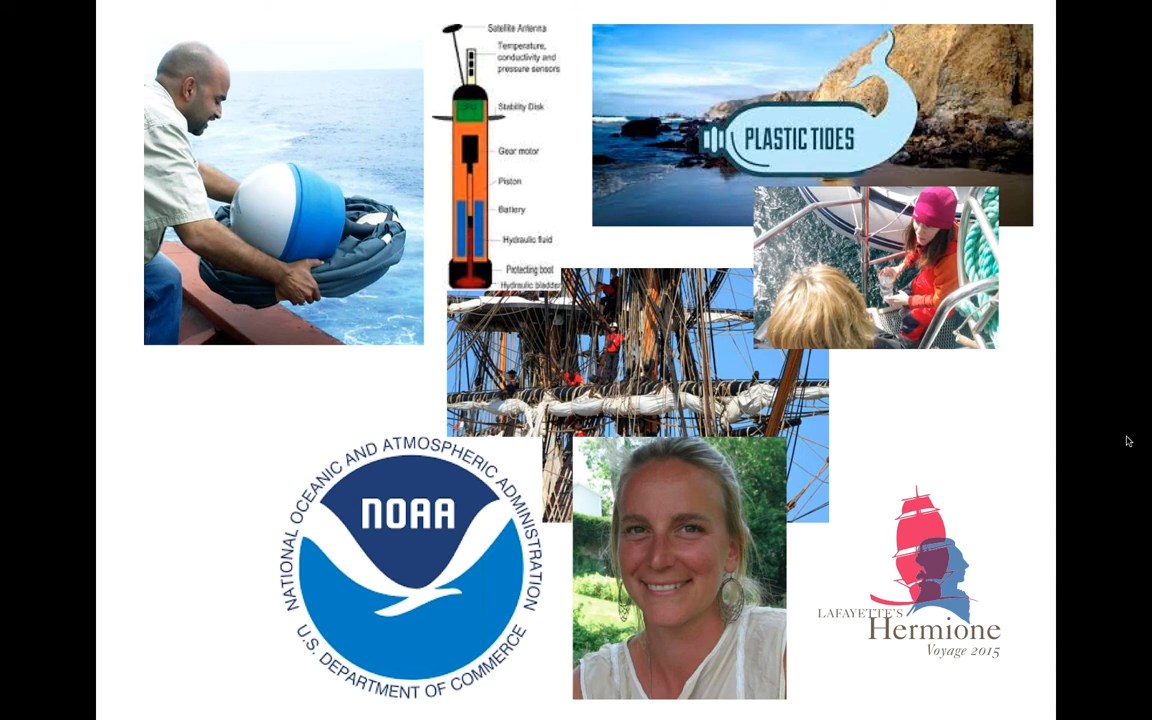 Satellite Antenna
Temperature,
conductivity and
pressure sensors
Stability Disk
Gear motor
Piston
Battery
Hydraulic fluid
Protecting boot
Hydraulic bladder
PLASTIC TIDES
NATIONAL OCEANIC AND ATMOSPHERIC ADMINISTRATION
NOAA
U.S. DEPARTMENT OF COMMERCE
LAFAYETTE'S
Hermione
Voyage 2015